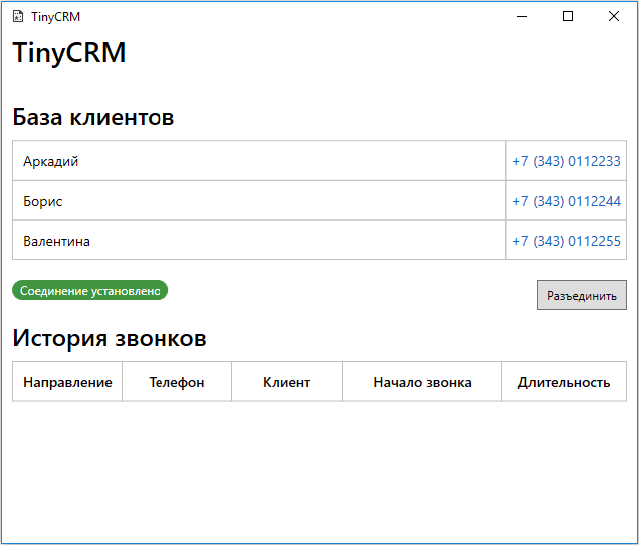 TinyCRM
TinyCRM
База клиентов
Аркадий +7 (343) 0112233
Борис +7 (343) 0112244
Валентина +7 (343) 0112255
Соединение установлено Разъединить
История звонков
Направление Телефон Клиент Начало звонка Длительность